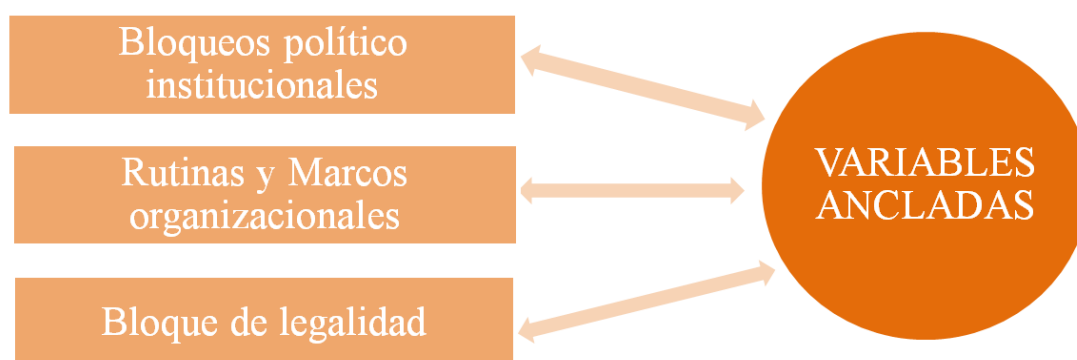 Bloqueos político
institucionales
Rutinas y Marcos
organizacionales
Bloque de legalidad
VARIABLES
ANCLADAS